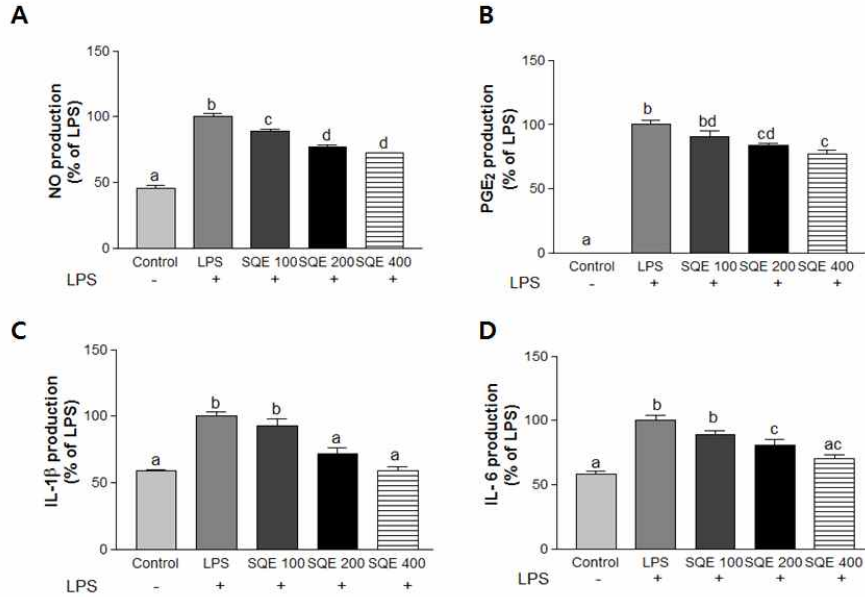 A
NO production
(% of LPS)
150
100
50
0
a
b
c
d
d
Control LPS SQE 100 SQE 200 SQE 400
LPS - + + + +
B
PGE₂ production
(% of LPS)
150
100
50
0
a
b
bd
cd
c
Control LPS SQE 100 SQE 200 SQE 400
LPS - + + + +
C
IL-1β production
(% of LPS)
150
100
50
0
a
b
b
a
a
Control LPS SQE 100 SQE 200 SQE 400
LPS - + + + +
D
IL- 6 production
(% of LPS)
150
100
50
0
a
b
b
c
ac
Control LPS SQE 100 SQE 200 SQE 400
LPS - + + + +